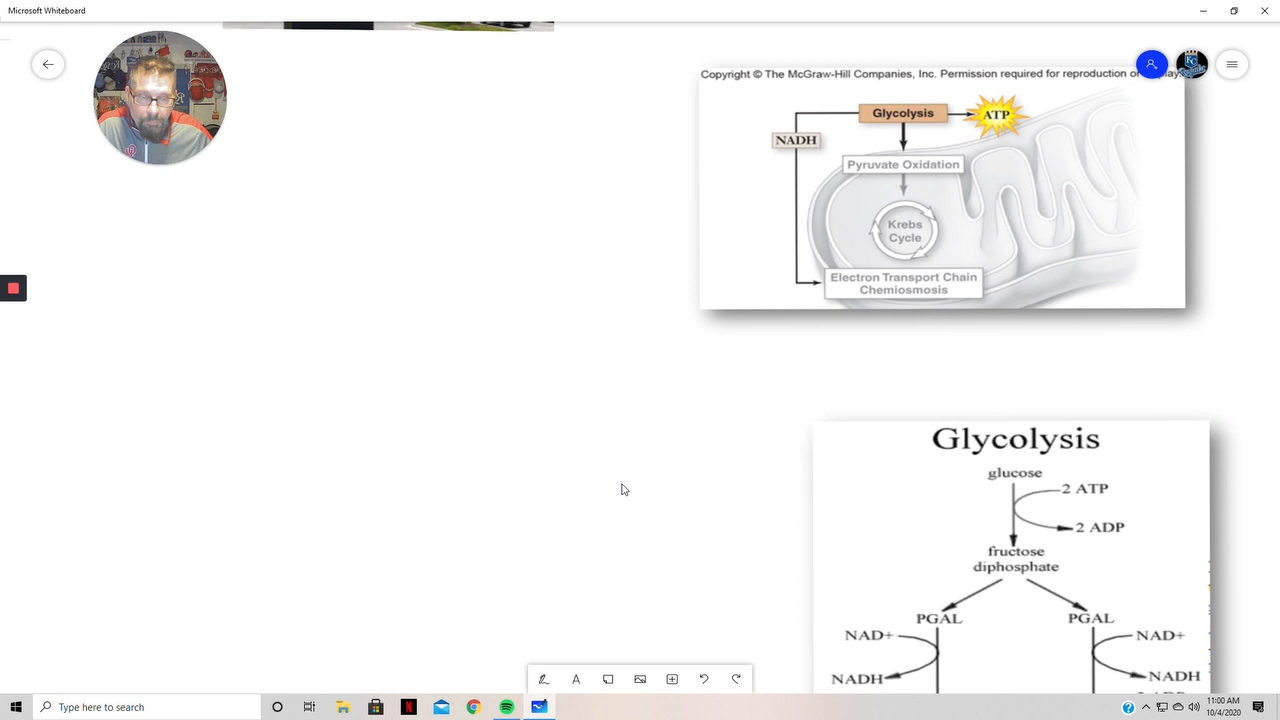 Microsoft Whiteboard
Copyright © The McGraw-Hill Companies, Inc. Permission required for reproduction or
Glycolysis
ATP
NADH
Pyruvate Oxidation
Krebs
Cycle
Electron Transport Chain
Chemiosmosis
Glycolysis
glucose
2 ATP
2 ADP
fructose
diphosphate
PGAL
PGAL
NAD+
NAD+
NADH
NADH
Type here to search
11:00 AM
10/4/2020